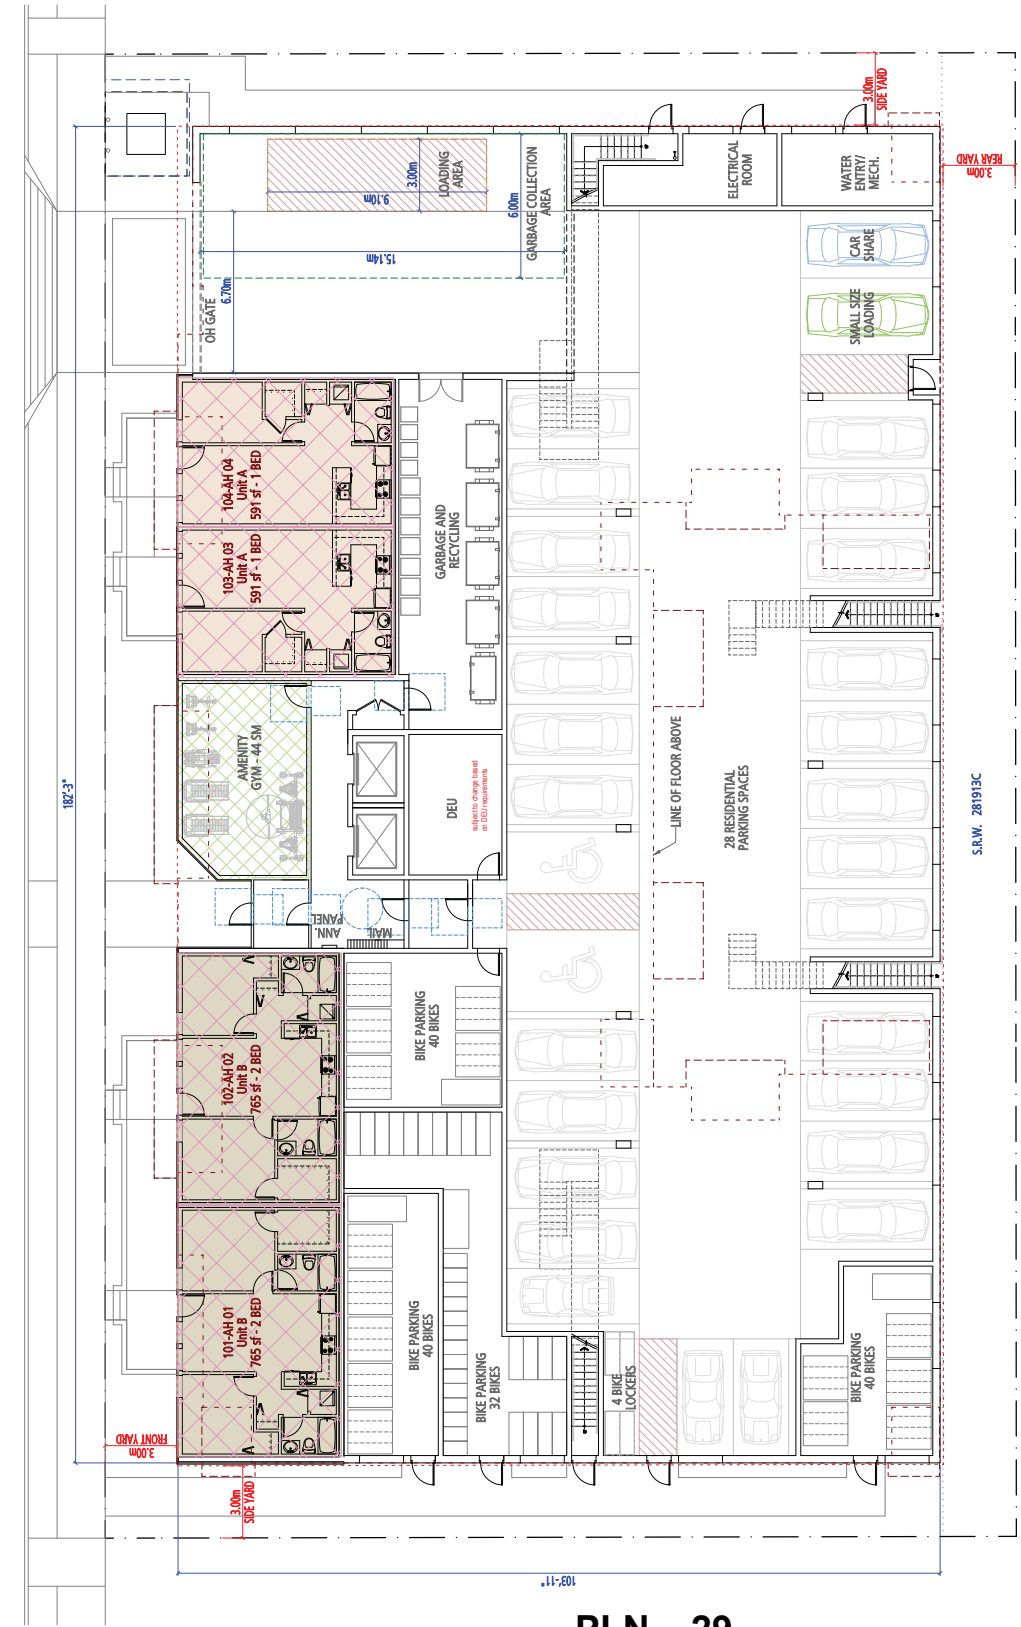 3.00m
SIDE YARD
REAR YARD
3.00m
LOADING
AREA
3.00m
9.10m
6.00m
GARBAGE COLLECTION
AREA
15.14m
6.70m
OH GATE
ELECTRICAL
ROOM
WATER
ENTRY/
MECH.
CAR
SHARE
SMALL SIZE
LOADING
104-AH 04
Unit A
591 sf - 1 BED
103-AH 03
Unit A
591 sf - 1 BED
GARBAGE AND
RECYCLING
AMENITY
GYM - 44 SM
DEU
subject to change based
on DEU requirements
LINE OF FLOOR ABOVE
28 RESIDENTIAL
PARKING SPACES
182'-3"
S.R.W. 281913C
ANN.
PANEL
MAIL
102-AH 02
Unit B
765 sf - 2 BED
BIKE PARKING
40 BIKES
101-AH 01
Unit B
765 sf - 2 BED
BIKE PARKING
40 BIKES
BIKE PARKING
32 BIKES
4 BIKE
LOCKERS
BIKE PARKING
40 BIKES
FRONT YARD
3.00m
3.00m
SIDE YARD
103'-11"